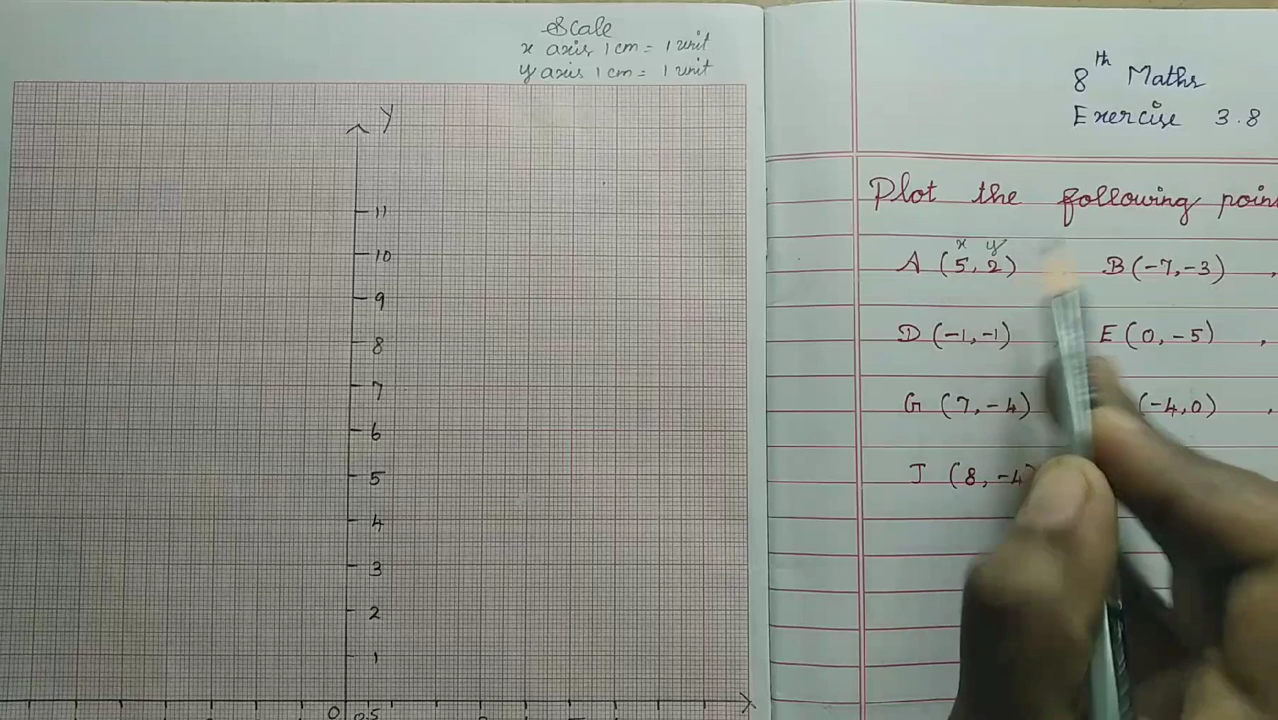 Scale
x axis 1 cm = 1 unit
y axis 1 cm = 1 unit
Y
11
10
9
8
7
6
5
4
3
2
1
0
8th Maths
Exercise 3.8
Plot the following
x y
A (5, 2) B(-7, -3) ,
D (-1, -1) E (0, -5) ,
G (7, -4) (-4, 0) ,
J (8, -4)